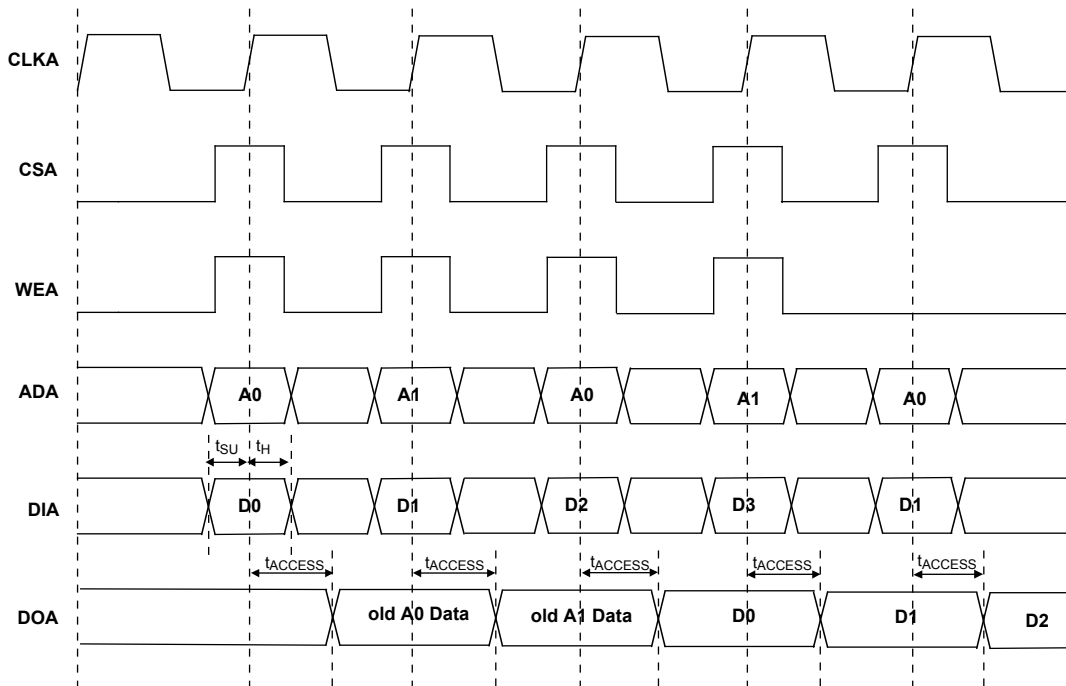 CLKA
CSA
WEA
ADA A0 A1 A0 A1 A0
tSU tH
DIA D0 D1 D2 D3 D1
tACCESS tACCESS tACCESS tACCESS tACCESS
DOA old A0 Data old A1 Data D0 D1 D2